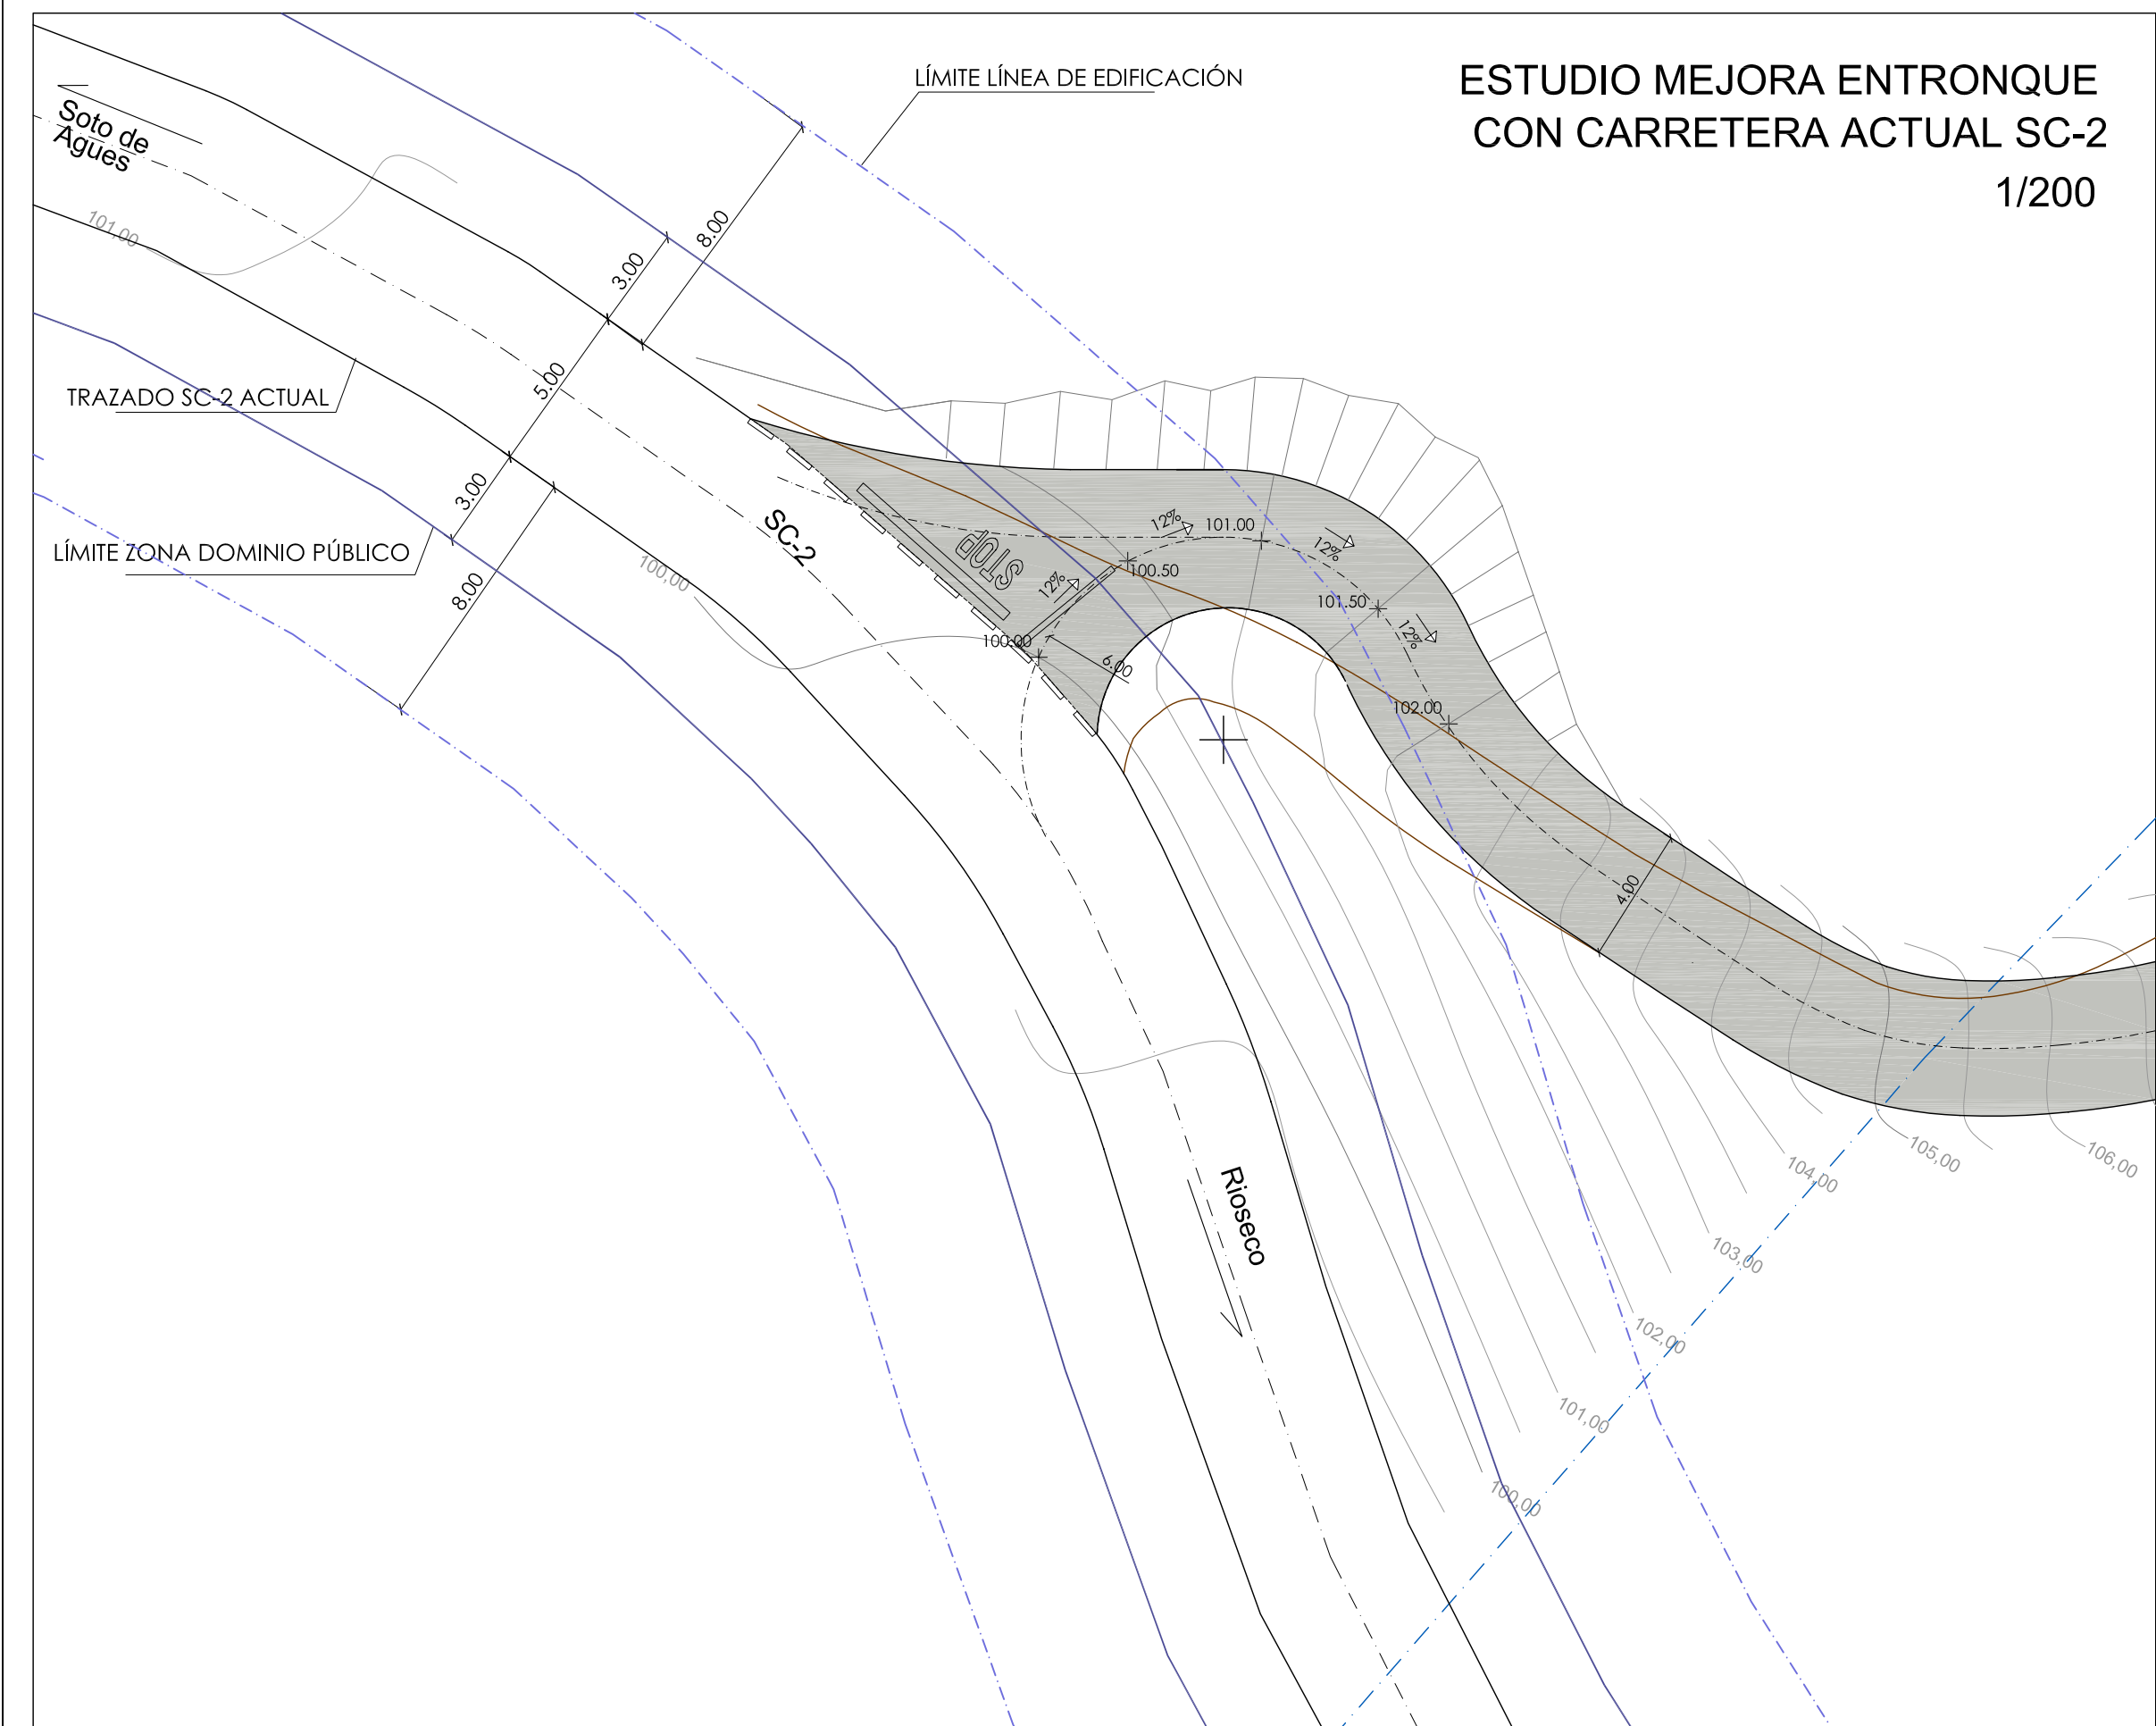 ESTUDIO MEJORA ENTRONQUE
CON CARRETERA ACTUAL SC-2
1/200
LÍMITE LÍNEA DE EDIFICACIÓN
Soto de
Agues
101,00
8.00
3.00
5.00
TRAZADO SC-2 ACTUAL
3.00
LÍMITE ZONA DOMINIO PÚBLICO
8.00
100,00
SC-2
STOP
12%
101.00
12%
100.50
12%
101.50
12%
100.00
6.00
102.00
4.00
105,00
106,00
104,00
103,00
102,00
101,00
100,00
Rioseco